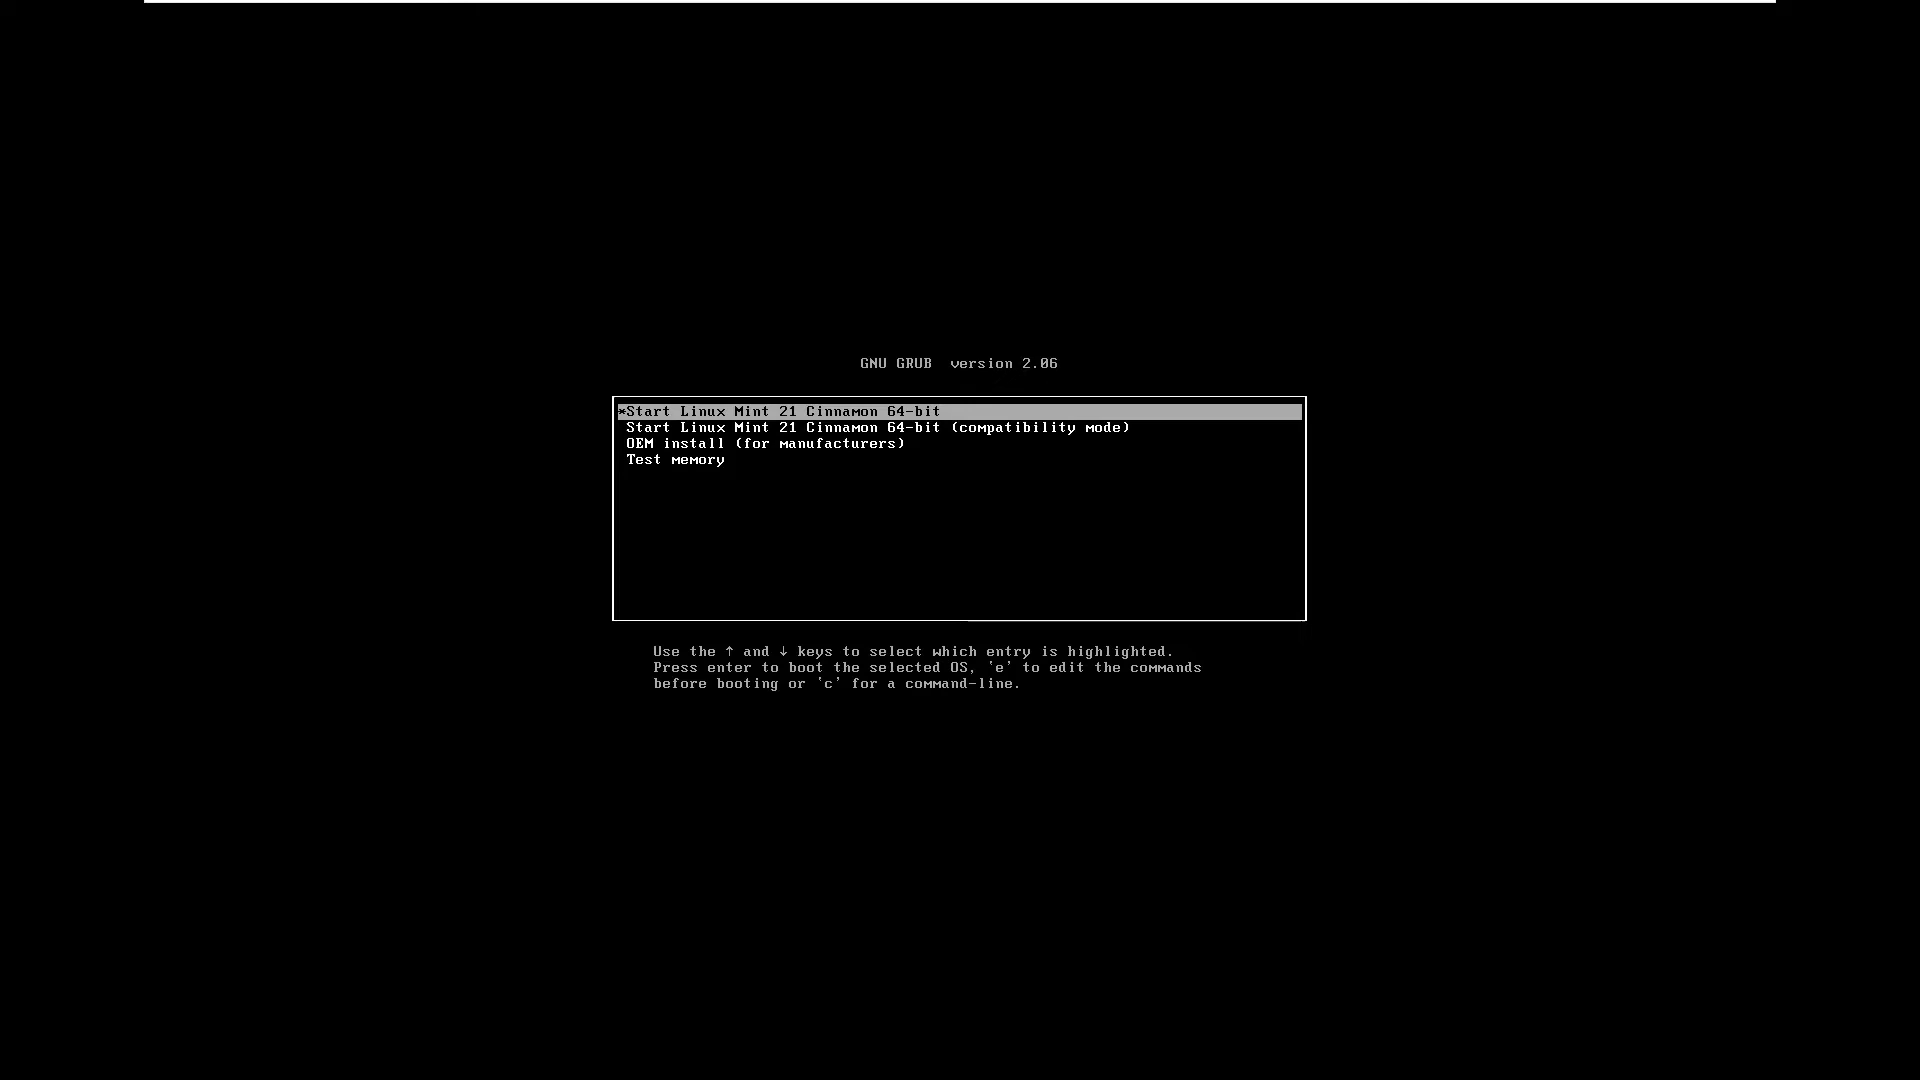 GNU GRUB  version 2.06
*Start Linux Mint 21 Cinnamon 64-bit
Start Linux Mint 21 Cinnamon 64-bit (compatibility mode)
OEM install (for manufacturers)
Test memory
Use the ↑ and ↓ keys to select which entry is highlighted.
Press enter to boot the selected OS, `e' to edit the commands
before booting or `c' for a command-line.